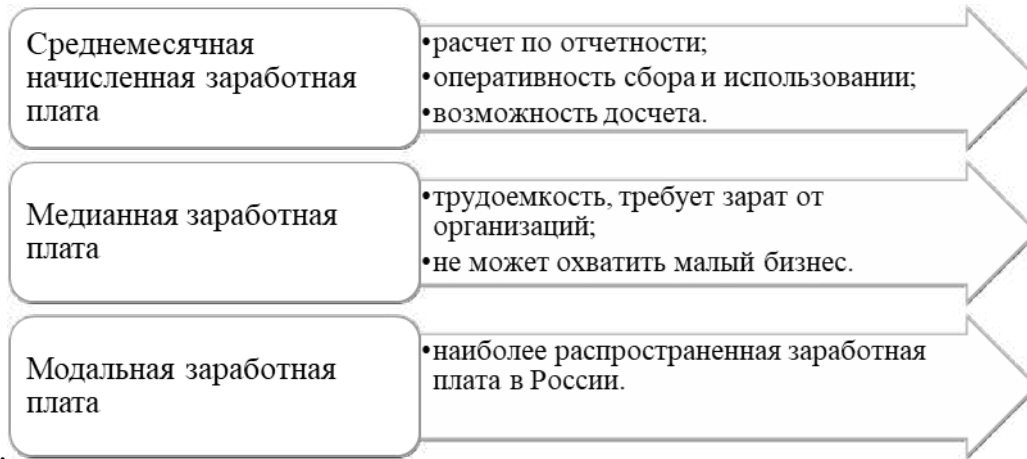 Среднемесячная
начисленная заработная
плата
•расчет по отчетности;
•оперативность сбора и использовании;
•возможность досчета.
Медианная заработная
плата
•трудоемкость, требует зарат от
организаций;
•не может охватить малый бизнес.
Модальная заработная
плата
•наиболее распространенная заработная
плата в России.
.